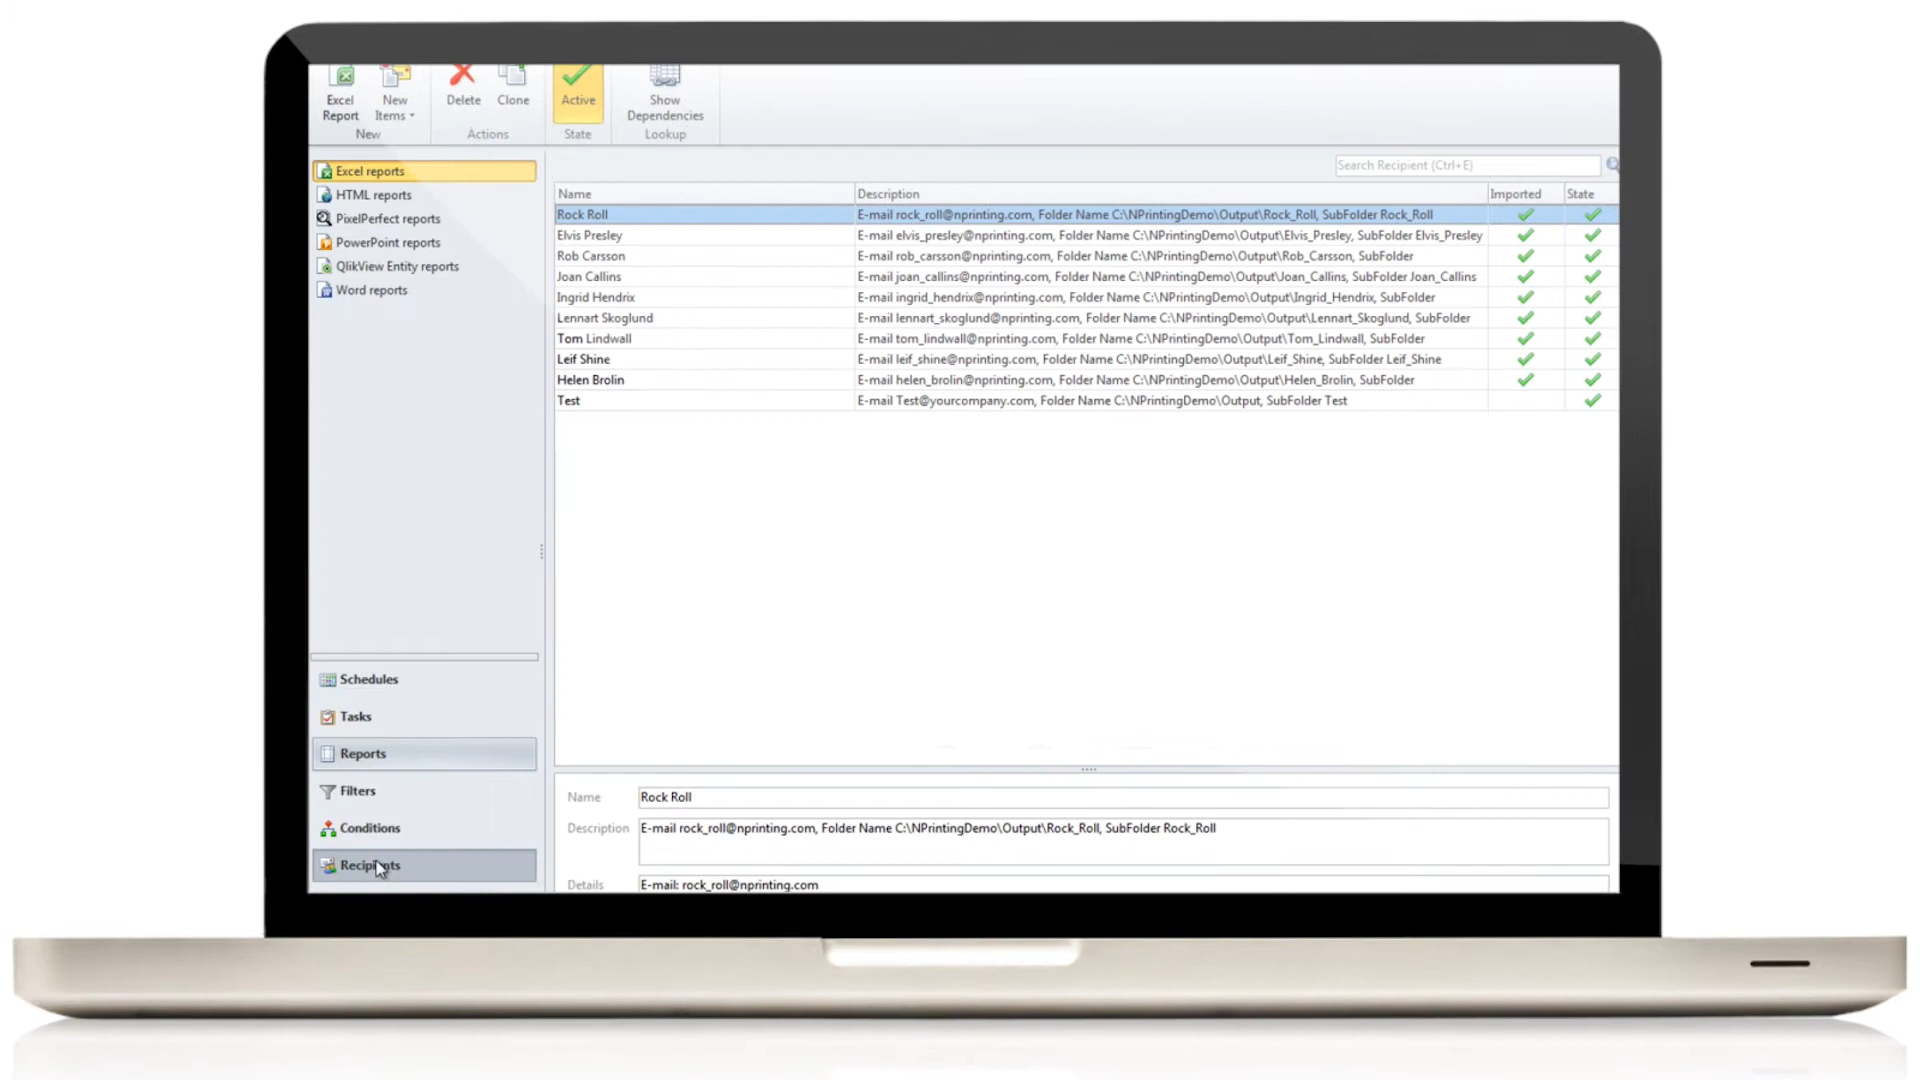 Excel Report
New Items
Delete
Clone
Active
Show Dependencies
New
Actions
State
Lookup
Excel reports
HTML reports
PixelPerfect reports
PowerPoint reports
QlikView Entity reports
Word reports
Schedules
Tasks
Reports
Filters
Conditions
Recipients
Search Recipient (Ctrl+E)
Name Description Imported State
Rock Roll E-mail rock_roll@nprinting.com, Folder Name C:\NPrintingDemo\Output\Rock_Roll, SubFolder Rock_Roll
Elvis Presley E-mail elvis_presley@nprinting.com, Folder Name C:\NPrintingDemo\Output\Elvis_Presley, SubFolder Elvis_Presley
Rob Carsson E-mail rob_carsson@nprinting.com, Folder Name C:\NPrintingDemo\Output\Rob_Carsson, SubFolder
Joan Callins E-mail joan_callins@nprinting.com, Folder Name C:\NPrintingDemo\Output\Joan_Callins, SubFolder Joan_Callins
Ingrid Hendrix E-mail ingrid_hendrix@nprinting.com, Folder Name C:\NPrintingDemo\Output\Ingrid_Hendrix, SubFolder
Lennart Skoglund E-mail lennart_skoglund@nprinting.com, Folder Name C:\NPrintingDemo\Output\Lennart_Skoglund, SubFolder
Tom Lindwall E-mail tom_lindwall@nprinting.com, Folder Name C:\NPrintingDemo\Output\Tom_Lindwall, SubFolder
Leif Shine E-mail leif_shine@nprinting.com, Folder Name C:\NPrintingDemo\Output\Leif_Shine, SubFolder Leif_Shine
Helen Brolin E-mail helen_brolin@nprinting.com, Folder Name C:\NPrintingDemo\Output\Helen_Brolin, SubFolder
Test E-mail Test@yourcompany.com, Folder Name C:\NPrintingDemo\Output, SubFolder Test
Name Rock Roll
Description E-mail rock_roll@nprinting.com, Folder Name C:\NPrintingDemo\Output\Rock_Roll, SubFolder Rock_Roll
Details E-mail: rock_roll@nprinting.com